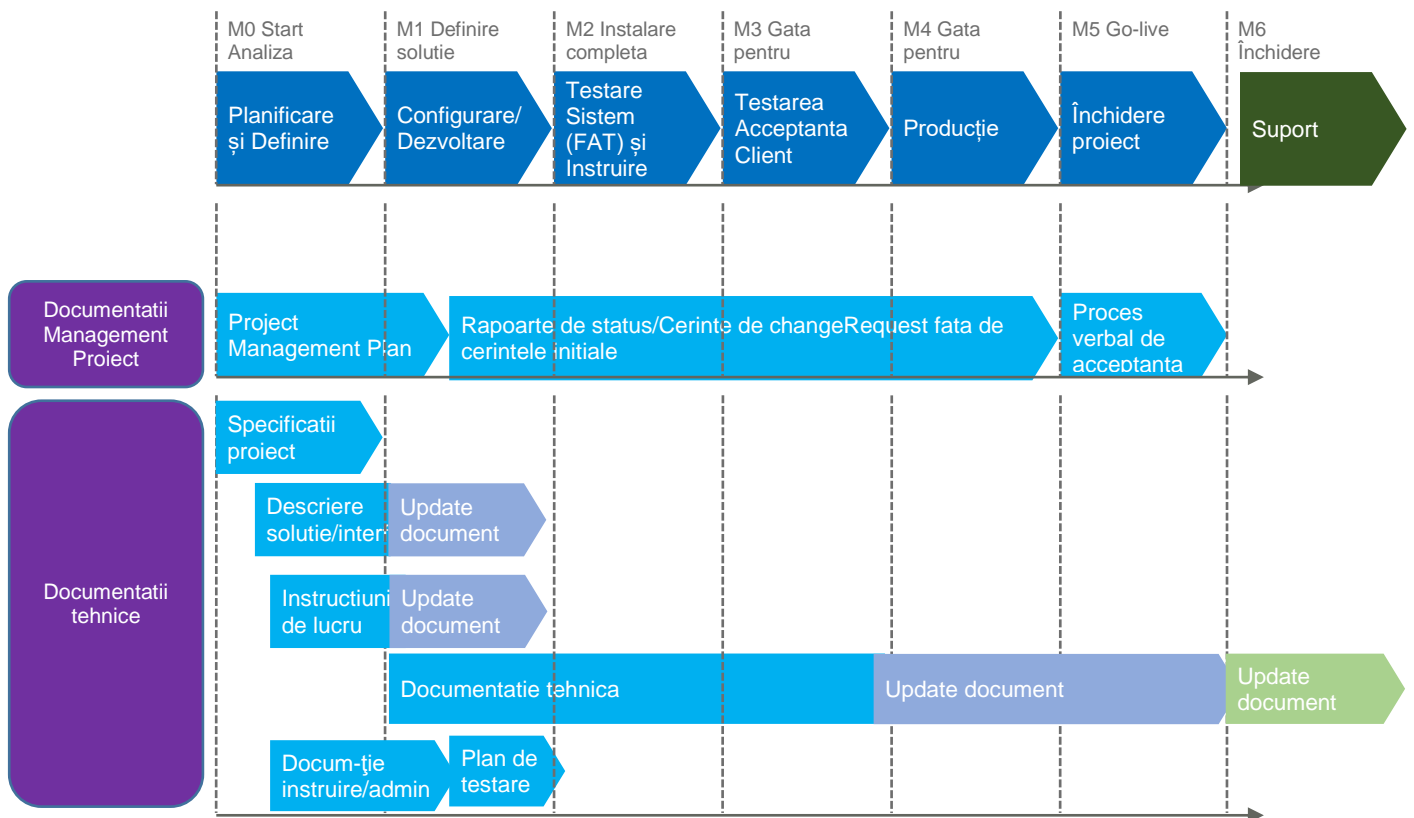 M0 Start
Analiza
M1 Definire
solutie
M2 Instalare
completa
M3 Gata
pentru
M4 Gata
pentru
M5 Go-live
M6
Închidere
Planificare
și Definire
Configurare/
Dezvoltare
Testare
Sistem
(FAT) și
Instruire
Testarea
Acceptanta
Client
Producție
Închidere
proiect
Suport
Documentatii
Management
Proiect
Project
Management Plan
Rapoarte de status/Cerinte de changeRequest fata de
cerintele initiale
Proces
verbal de
acceptanta
Documentatii
tehnice
Specificatii
proiect
Descriere
solutie/interf
Update
document
Instructiuni
de lucru
Update
document
Documentatie tehnica
Update document
Update
document
Docum-ţie
instruire/admin
Plan de
testare